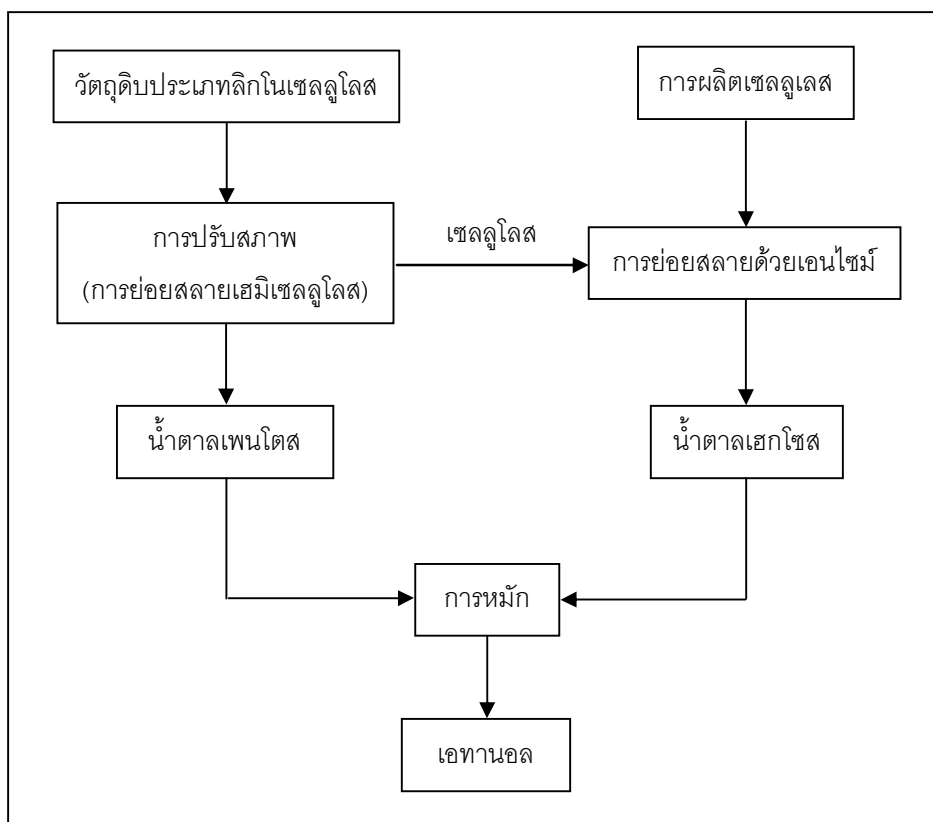 วัตถุดิบประเภทลิกโนเซลลูโลส
การผลิตเซลลูเลส
การปรับสภาพ
(การย่อยสลายเฮมิเซลลูโลส)
เซลลูโลส
การย่อยสลายด้วยเอนไซม์
น้ำตาลเพนโตส
น้ำตาลเฮกโซส
การหมัก
เอทานอล